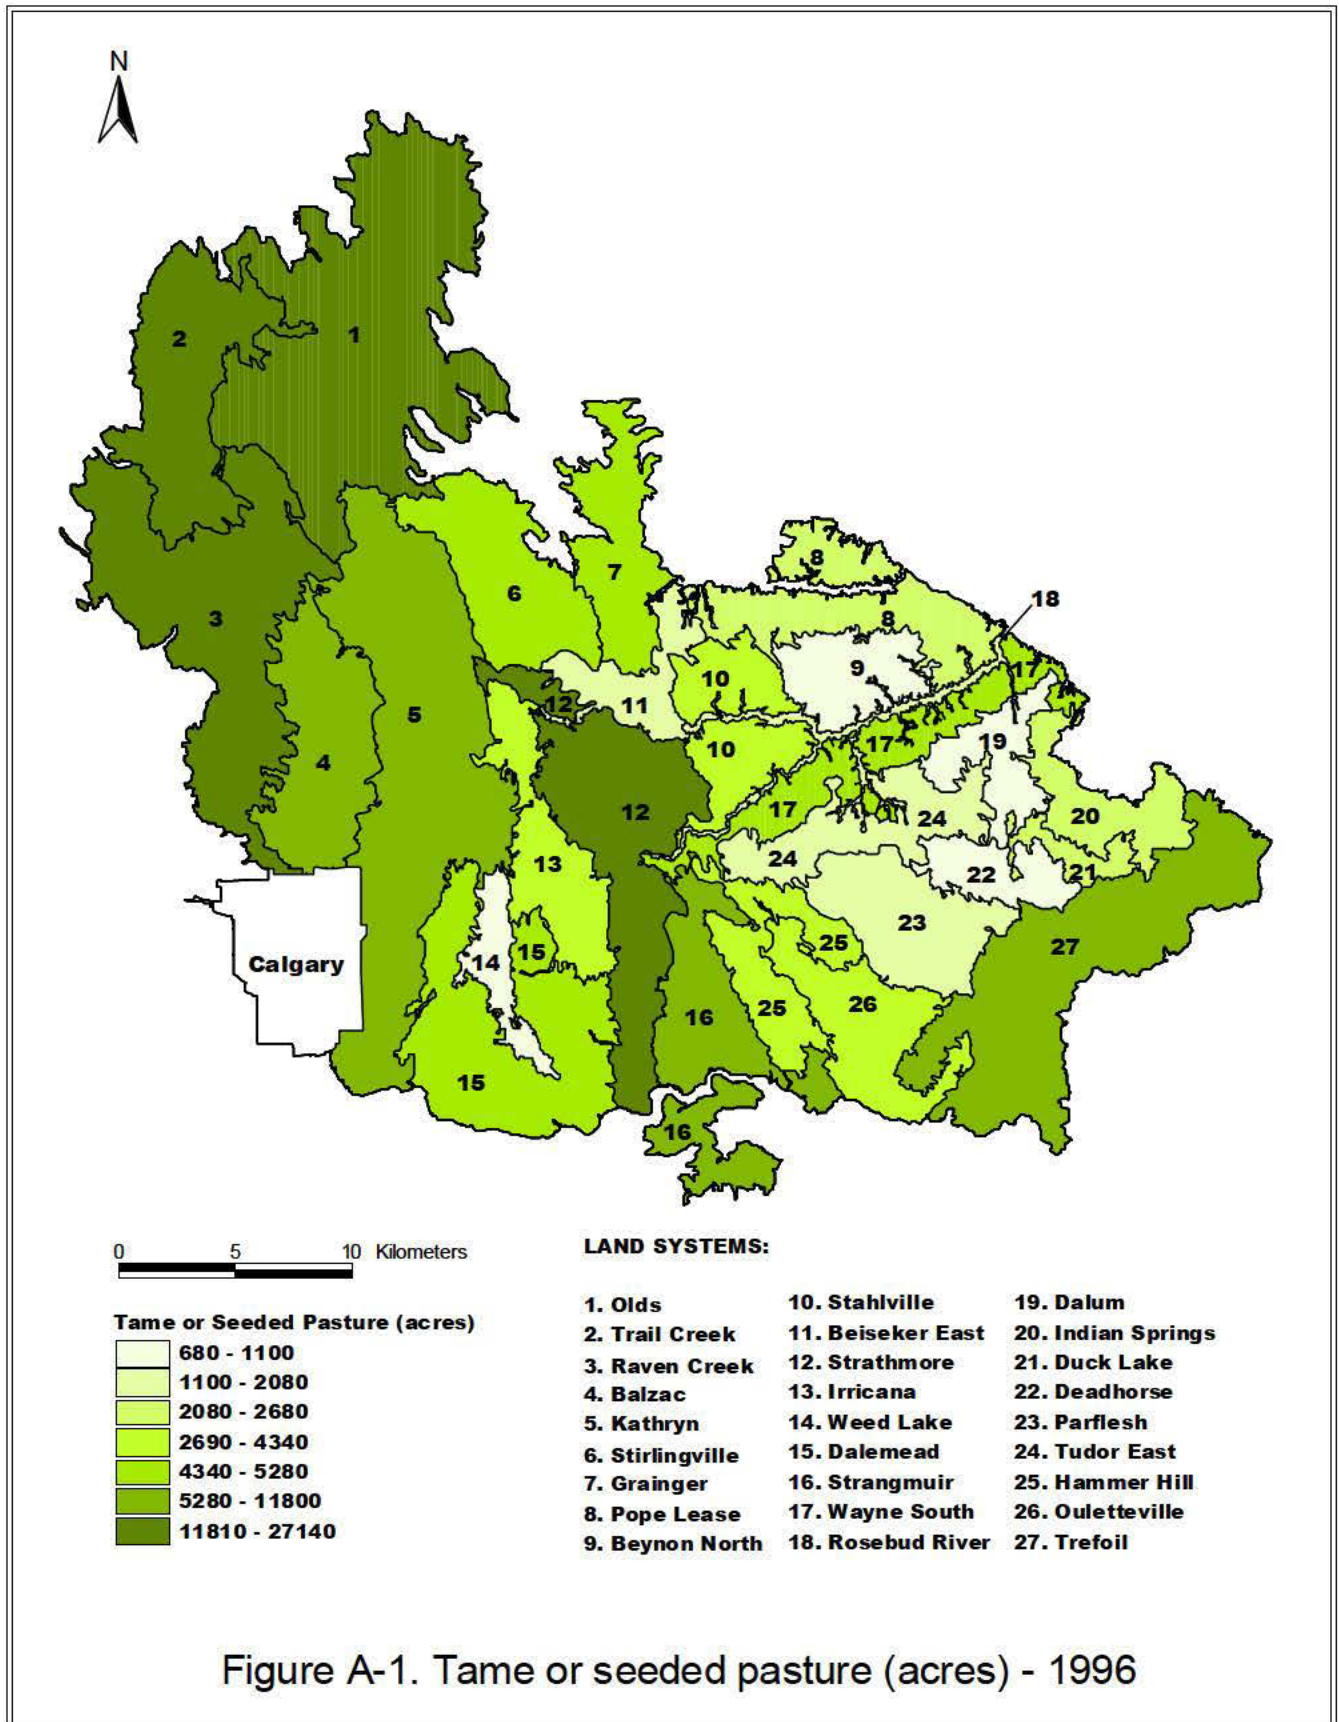 N
2
1
3
6
7
8
8
18
9
10
17
5
12
11
4
10
17
19
12
17
24
20
13
24
22
21
23
Calgary
14
15
25
27
16
25
26
15
16
0 5 10 Kilometers
Tame or Seeded Pasture (acres)
680 - 1100
1100 - 2080
2080 - 2680
2690 - 4340
4340 - 5280
5280 - 11800
11810 - 27140
LAND SYSTEMS:
1. Olds
2. Trail Creek
3. Raven Creek
4. Balzac
5. Kathryn
6. Stirlingville
7. Grainger
8. Pope Lease
9. Beynon North
10. Stahlville
11. Beiseker East
12. Strathmore
13. Irricana
14. Weed Lake
15. Dalemead
16. Strangmuir
17. Wayne South
18. Rosebud River
19. Dalum
20. Indian Springs
21. Duck Lake
22. Deadhorse
23. Parflesh
24. Tudor East
25. Hammer Hill
26. Ouletteville
27. Trefoil
Figure A-1. Tame or seeded pasture (acres) - 1996